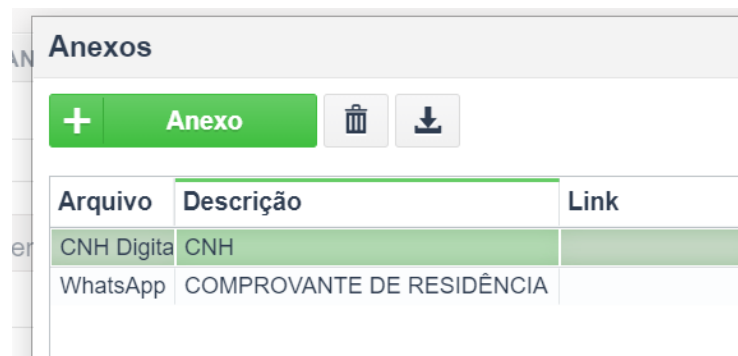 Anexos
Anexo
Arquivo Descrição Link
CNH Digita CNH
WhatsApp COMPROVANTE DE RESIDÊNCIA